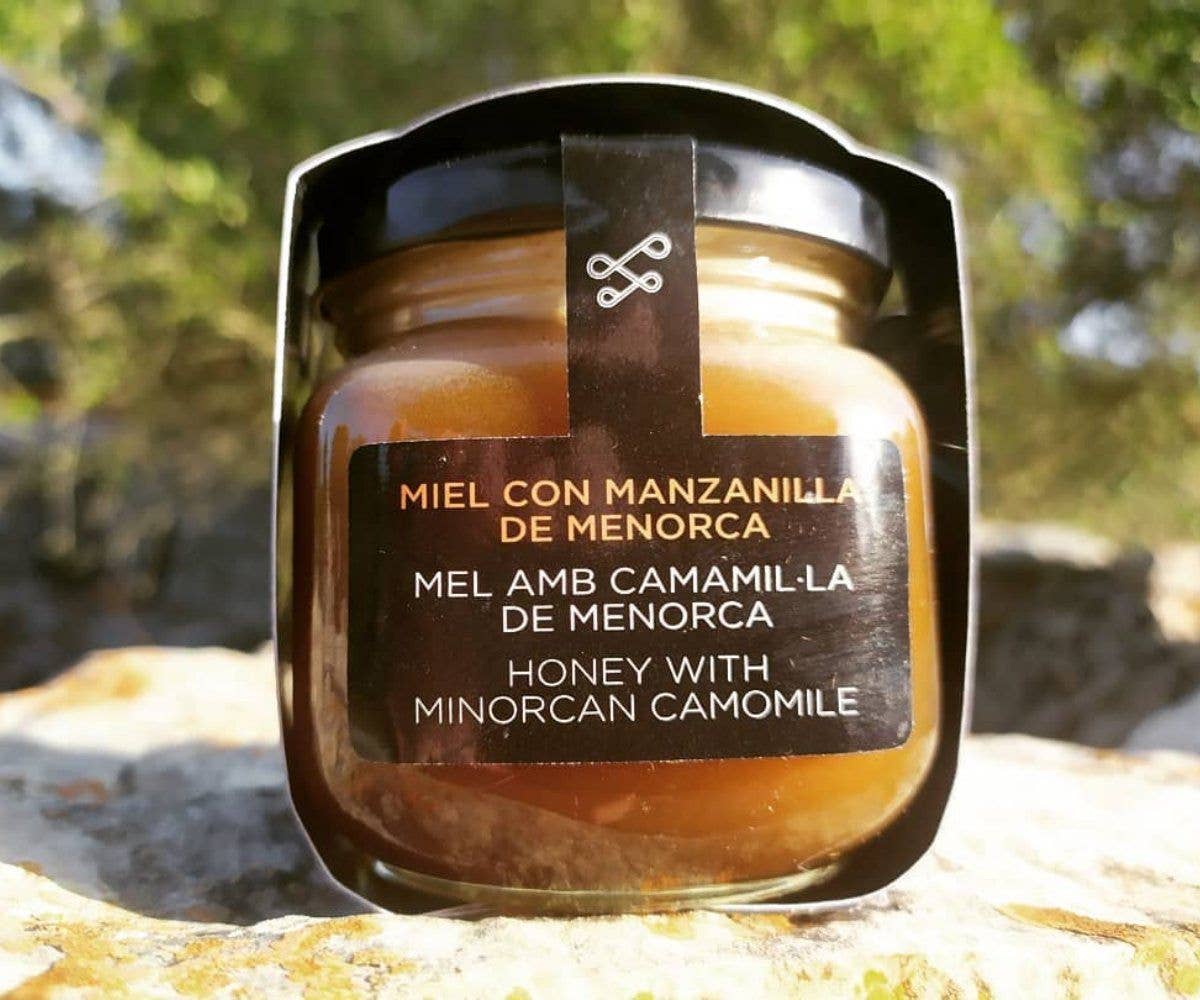 MIEL CON MANZANILLA
DE MENORCA
MEL AMB CAMAMIL·LA
DE MENORCA
HONEY WITH
MINORCAN CAMOMILE